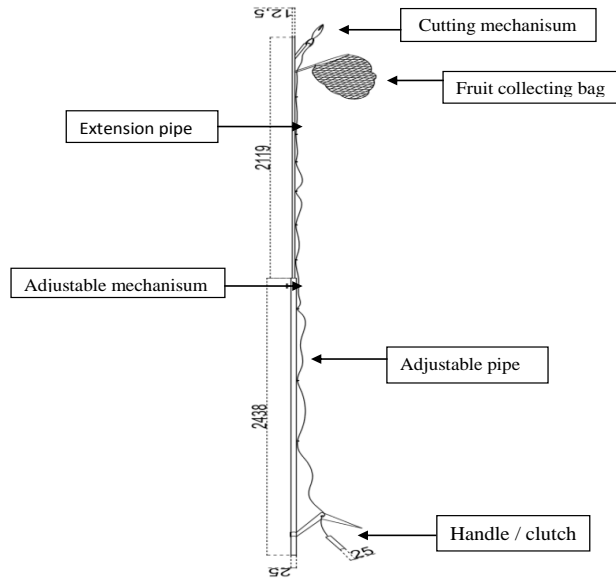 12,5
Cutting mechanisum
Fruit collecting bag
Extension pipe
2119
Adjustable mechanisum
Adjustable pipe
2438
Handle / clutch
25
25